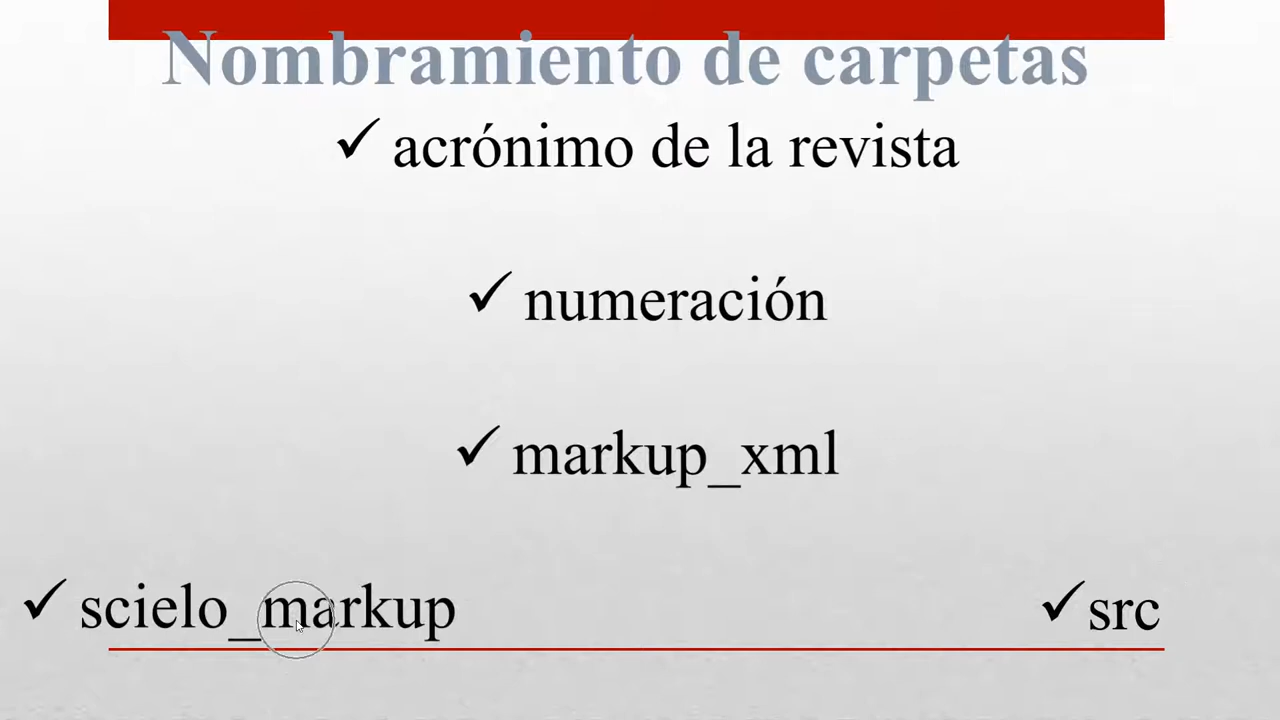 Nombramiento de carpetas
✓ acrónimo de la revista
✓ numeración
✓ markup_xml
✓ scielo_markup
✓ src